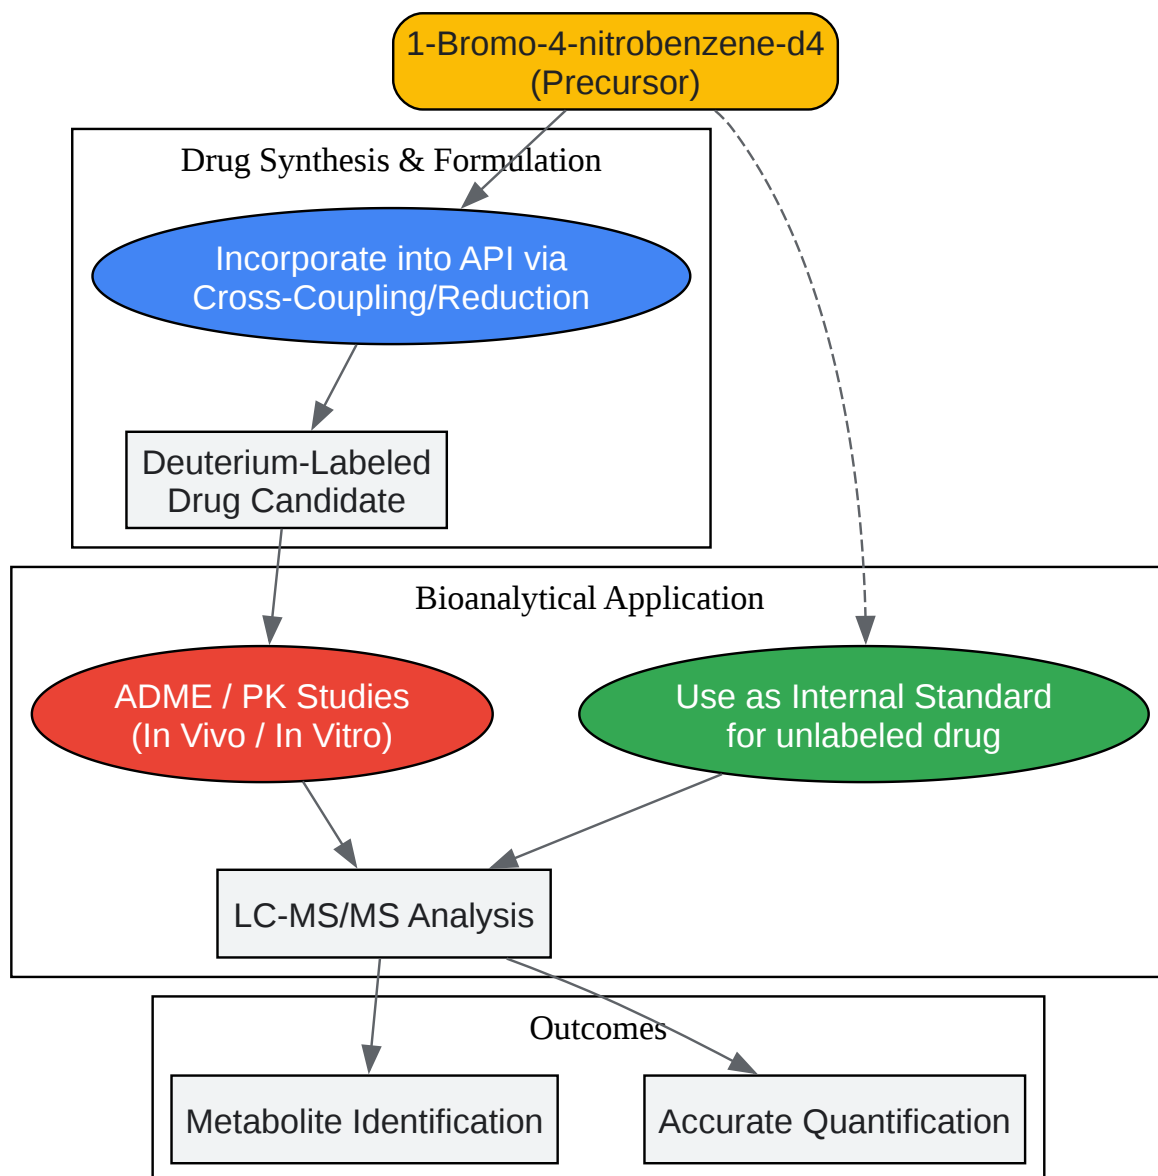 1-Bromo-4-nitrobenzene-d4
(Precursor)
Drug Synthesis & Formulation
Incorporate into API via
Cross-Coupling/Reduction
Deuterium-Labeled
Drug Candidate
Bioanalytical Application
ADME / PK Studies
(In Vivo / In Vitro)
Use as Internal Standard
for unlabeled drug
LC-MS/MS Analysis
Outcomes
Metabolite Identification
Accurate Quantification